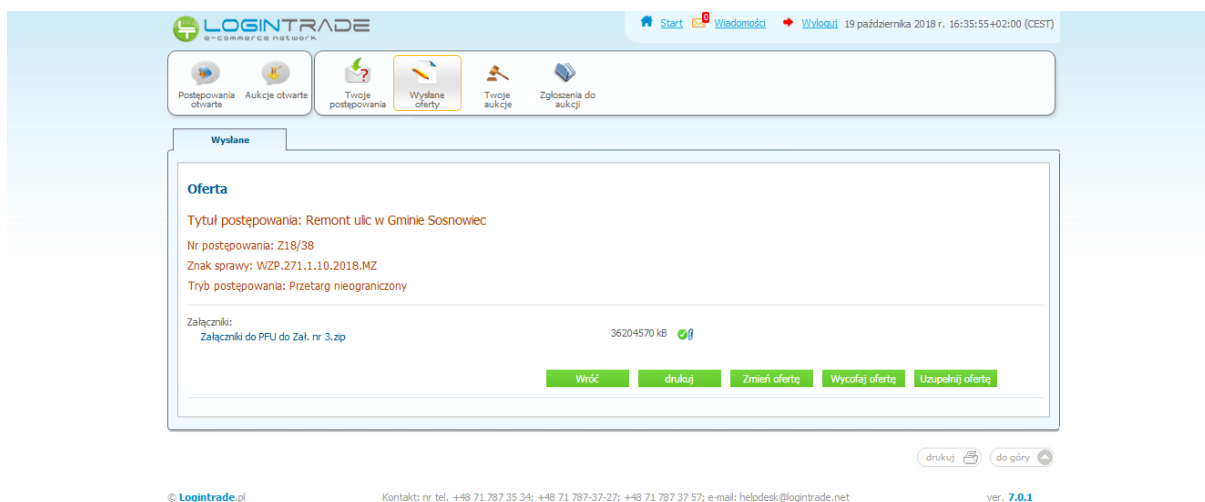 LOGINTRADE
e-commerce network
Start 0 Wiadomości Wyloguj 19 października 2018 r. 16:35:55+02:00 (CEST)
Postępowania otwarte
Aukcje otwarte
Twoje postępowania
Wysłane oferty
Twoje aukcje
Zgłoszenia do aukcji
Wysłane
Oferta
Tytuł postępowania: Remont ulic w Gminie Sosnowiec
Nr postępowania: Z18/38
Znak sprawy: WZP.271.1.10.2018.MZ
Tryb postępowania: Przetarg nieograniczony
Załączniki:
Załączniki do PFU do Zał. nr 3.zip 36204570 kB
Wróć drukuj Zmień ofertę Wycofaj ofertę Uzupełnij ofertę
drukuj do góry
© Logintrade.pl Kontakt: nr tel. +48 71 787 35 34; +48 71 787-37-27; +48 71 787 37 57; e-mail: helpdesk@logintrade.net ver. 7.0.1